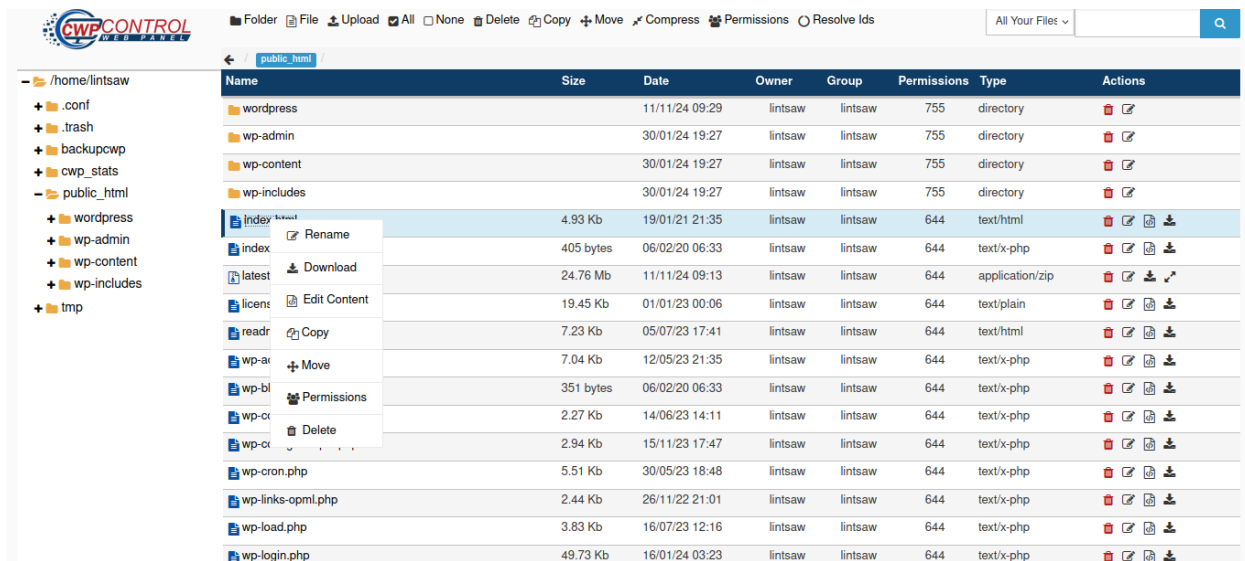 CWPCONTROL
WEB PANEL
Folder File Upload All None Delete Copy Move Compress Permissions Resolve Ids
All Your Files
/ public_html /
/home/lintsaw
.conf
.trash
backupcwp
cwp_stats
public_html
wordpress
wp-admin
wp-content
wp-includes
tmp
Name Size Date Owner Group Permissions Type Actions
wordpress 11/11/24 09:29 lintsaw lintsaw 755 directory
wp-admin 30/01/24 19:27 lintsaw lintsaw 755 directory
wp-content 30/01/24 19:27 lintsaw lintsaw 755 directory
wp-includes 30/01/24 19:27 lintsaw lintsaw 755 directory
index.html 4.93 Kb 19/01/21 21:35 lintsaw lintsaw 644 text/html
index 405 bytes 06/02/20 06:33 lintsaw lintsaw 644 text/x-php
latest 24.76 Mb 11/11/24 09:13 lintsaw lintsaw 644 application/zip
licens 19.45 Kb 01/01/23 00:06 lintsaw lintsaw 644 text/plain
readr 7.23 Kb 05/07/23 17:41 lintsaw lintsaw 644 text/html
wp-ac 7.04 Kb 12/05/23 21:35 lintsaw lintsaw 644 text/x-php
wp-bl 351 bytes 06/02/20 06:33 lintsaw lintsaw 644 text/x-php
wp-co 2.27 Kb 14/06/23 14:11 lintsaw lintsaw 644 text/x-php
wp-co 2.94 Kb 15/11/23 17:47 lintsaw lintsaw 644 text/x-php
wp-cron.php 5.51 Kb 30/05/23 18:48 lintsaw lintsaw 644 text/x-php
wp-links-opml.php 2.44 Kb 26/11/22 21:01 lintsaw lintsaw 644 text/x-php
wp-load.php 3.83 Kb 16/07/23 12:16 lintsaw lintsaw 644 text/x-php
wp-login.php 49.73 Kb 16/01/24 03:23 lintsaw lintsaw 644 text/x-php
Rename
Download
Edit Content
Copy
Move
Permissions
Delete